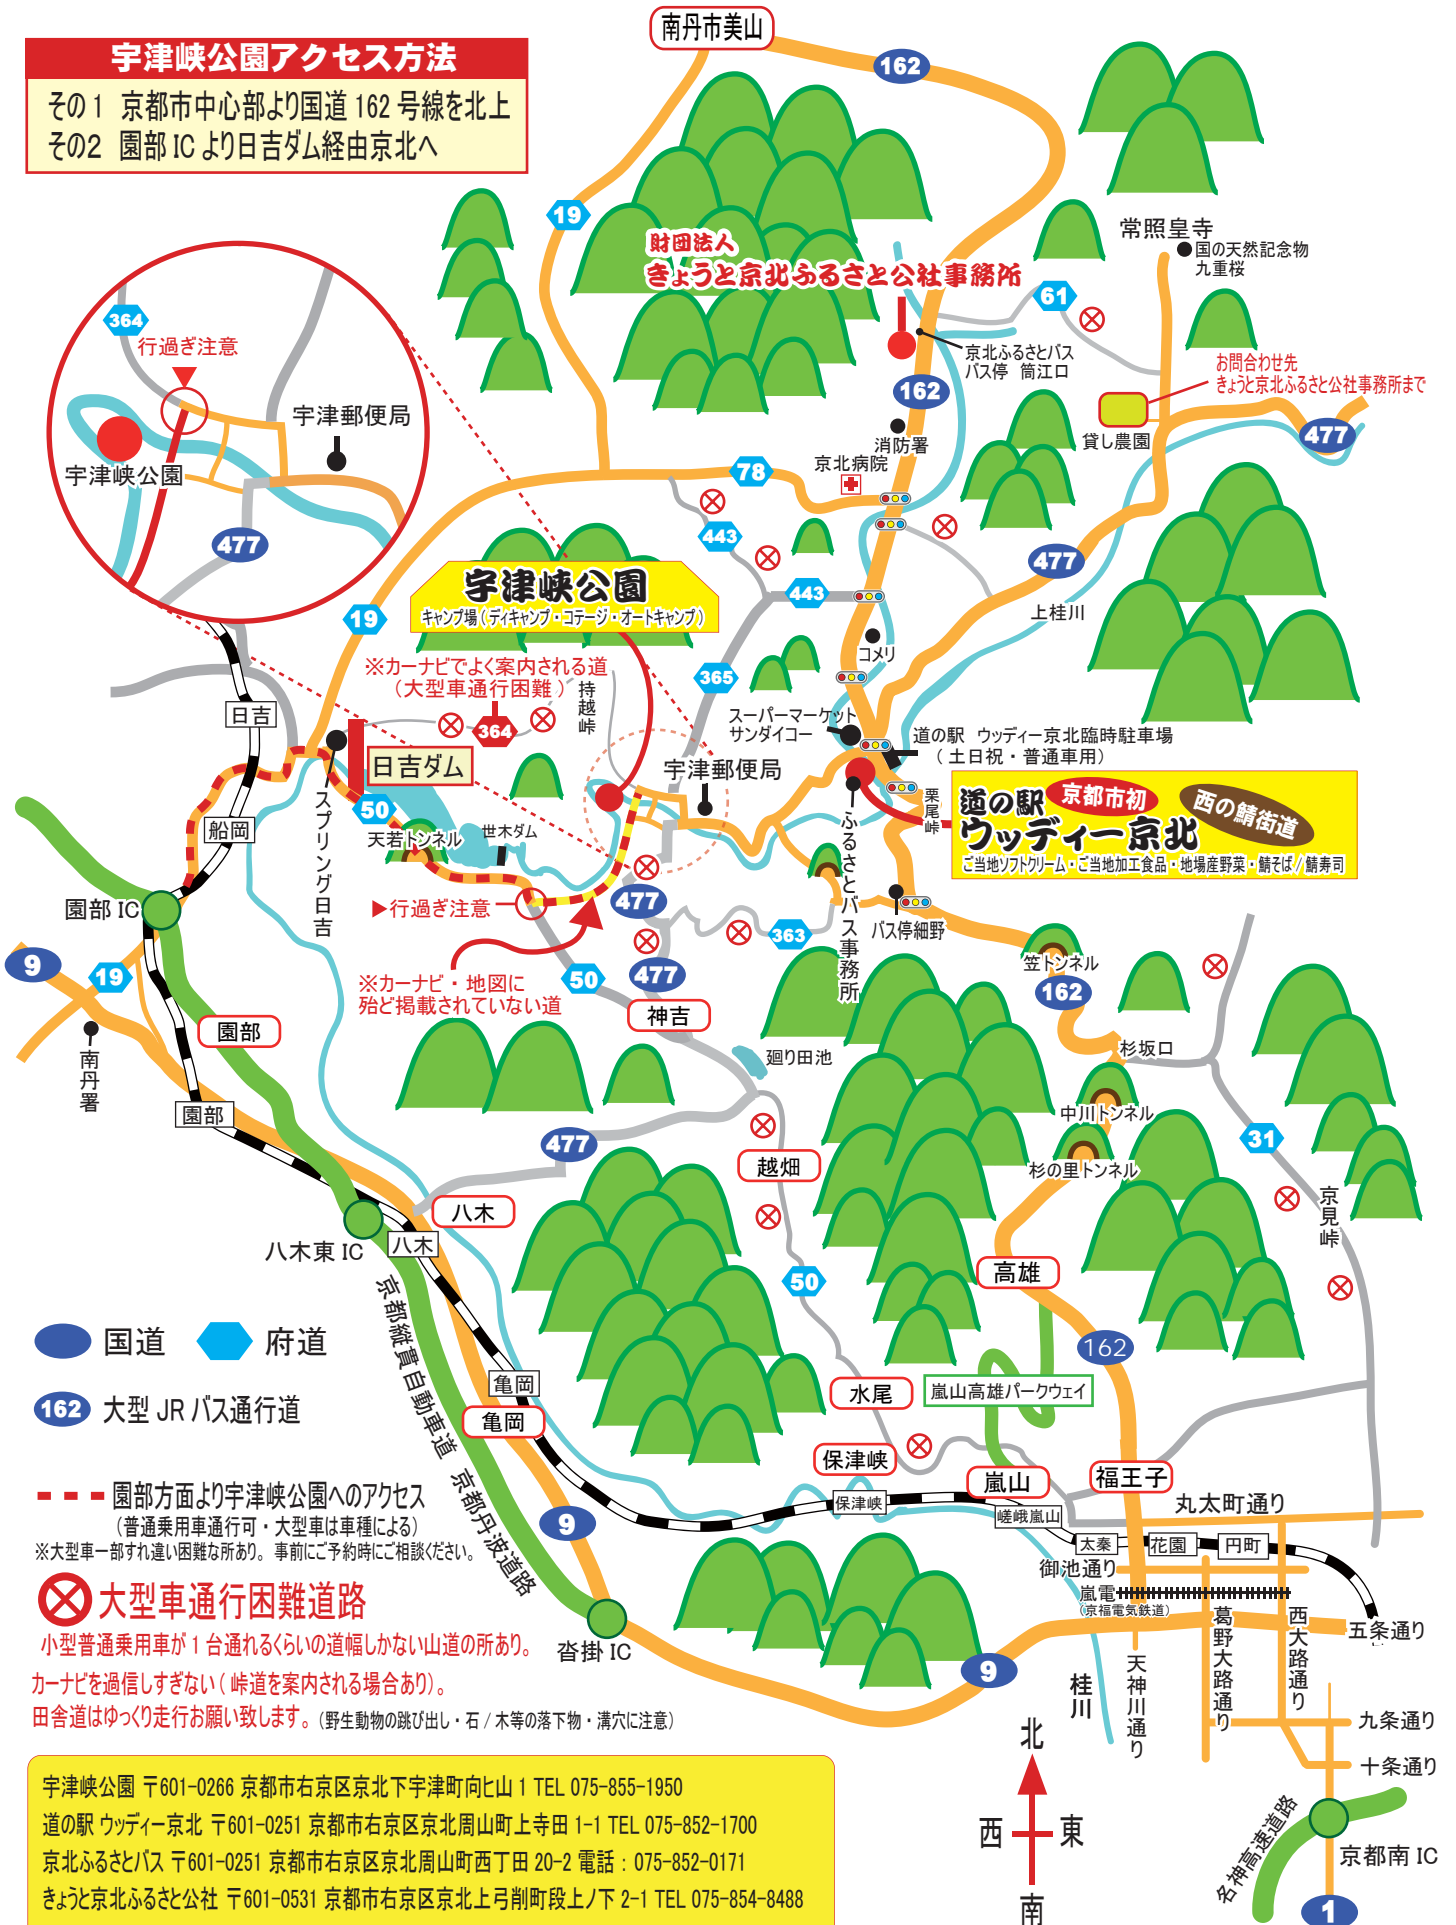 宇津峡公園アクセス方法
その1 京都市中心部より国道 162 号線を北上
その2 園部 IC より日吉ダム経由京北へ
南丹市美山
162
19
財団法人
きょうと京北ふるさと公社事務所
常照皇寺
国の天然記念物
九重桜
61
京北ふるさとバス
バス停 筒江口
お問合わせ先
きょうと京北ふるさと公社事務所まで
364
行過ぎ注意
宇津郵便局
宇津峡公園
477
162
消防署
京北病院
貸し農園
477
78
443
443
477
上桂川
宇津峡公園
キャンプ場(ディキャンプ・コテージ・オートキャンプ)
19
コメリ
※カーナビでよく案内される道
(大型車通行困難)
364
持越峠
365
日吉
日吉ダム
スーパーマーケット
サンダイコー
道の駅 ウッディー京北臨時駐車場
(土日祝・普通車用)
宇津郵便局
栗尾峠
道の駅
京都市初
西の鯖街道
ウッディー京北
ご当地ソフトクリーム・ご当地加工食品・地場産野菜・鯖そば/鯖寿司
50
スプリング日吉
船岡
天若トンネル
世木ダム
ふるさとバス事務所
園部 IC
▶行過ぎ注意
477
363
バス停細野
9
19
※カーナビ・地図に
殆ど掲載されていない道
50
477
笠トンネル
162
南丹署
園部
神吉
廻り田池
杉坂口
園部
中川トンネル
477
越畑
杉の里トンネル
31
京見峠
八木
八木東 IC
八木
50
高雄
国道
府道
162
大型 JR バス通行道
京都縦貫自動車道 京都丹波道路
亀岡
亀岡
162
水尾
嵐山高雄パークウェイ
保津峡
嵐山
福王子
保津峡
嵯峨嵐山
丸太町通り
園部方面より宇津峡公園へのアクセス
(普通乗用車通行可・大型車は車種による)
※大型車一部すれ違い困難な所あり。事前にご予約時にご相談ください。
9
太秦
花園
円町
御池通り
嵐電
(京福電気鉄道)
大型車通行困難道路
小型普通乗用車が 1 台通れるくらいの道幅しかない山道の所あり。
カーナビを過信しすぎない(峠道を案内される場合あり)。
田舎道はゆっくり走行お願い致します。(野生動物の跳び出し・石/木等の落下物・溝穴に注意)
沓掛 IC
9
桂川
天神川通り
葛野大路通り
西大路通り
五条通り
九条通り
十条通り
名神高速道路
京都南 IC
1
北
西
東
南
宇津峡公園 〒601-0266 京都市右京区京北下宇津町向ヒ山 1 TEL 075-855-1950
道の駅 ウッディー京北 〒601-0251 京都市右京区京北周山町上寺田 1-1 TEL 075-852-1700
京北ふるさとバス 〒601-0251 京都市右京区京北周山町西丁田 20-2 電話：075-852-0171
きょうと京北ふるさと公社 〒601-0531 京都市右京区京北上弓削町段上ノ下 2-1 TEL 075-854-8488